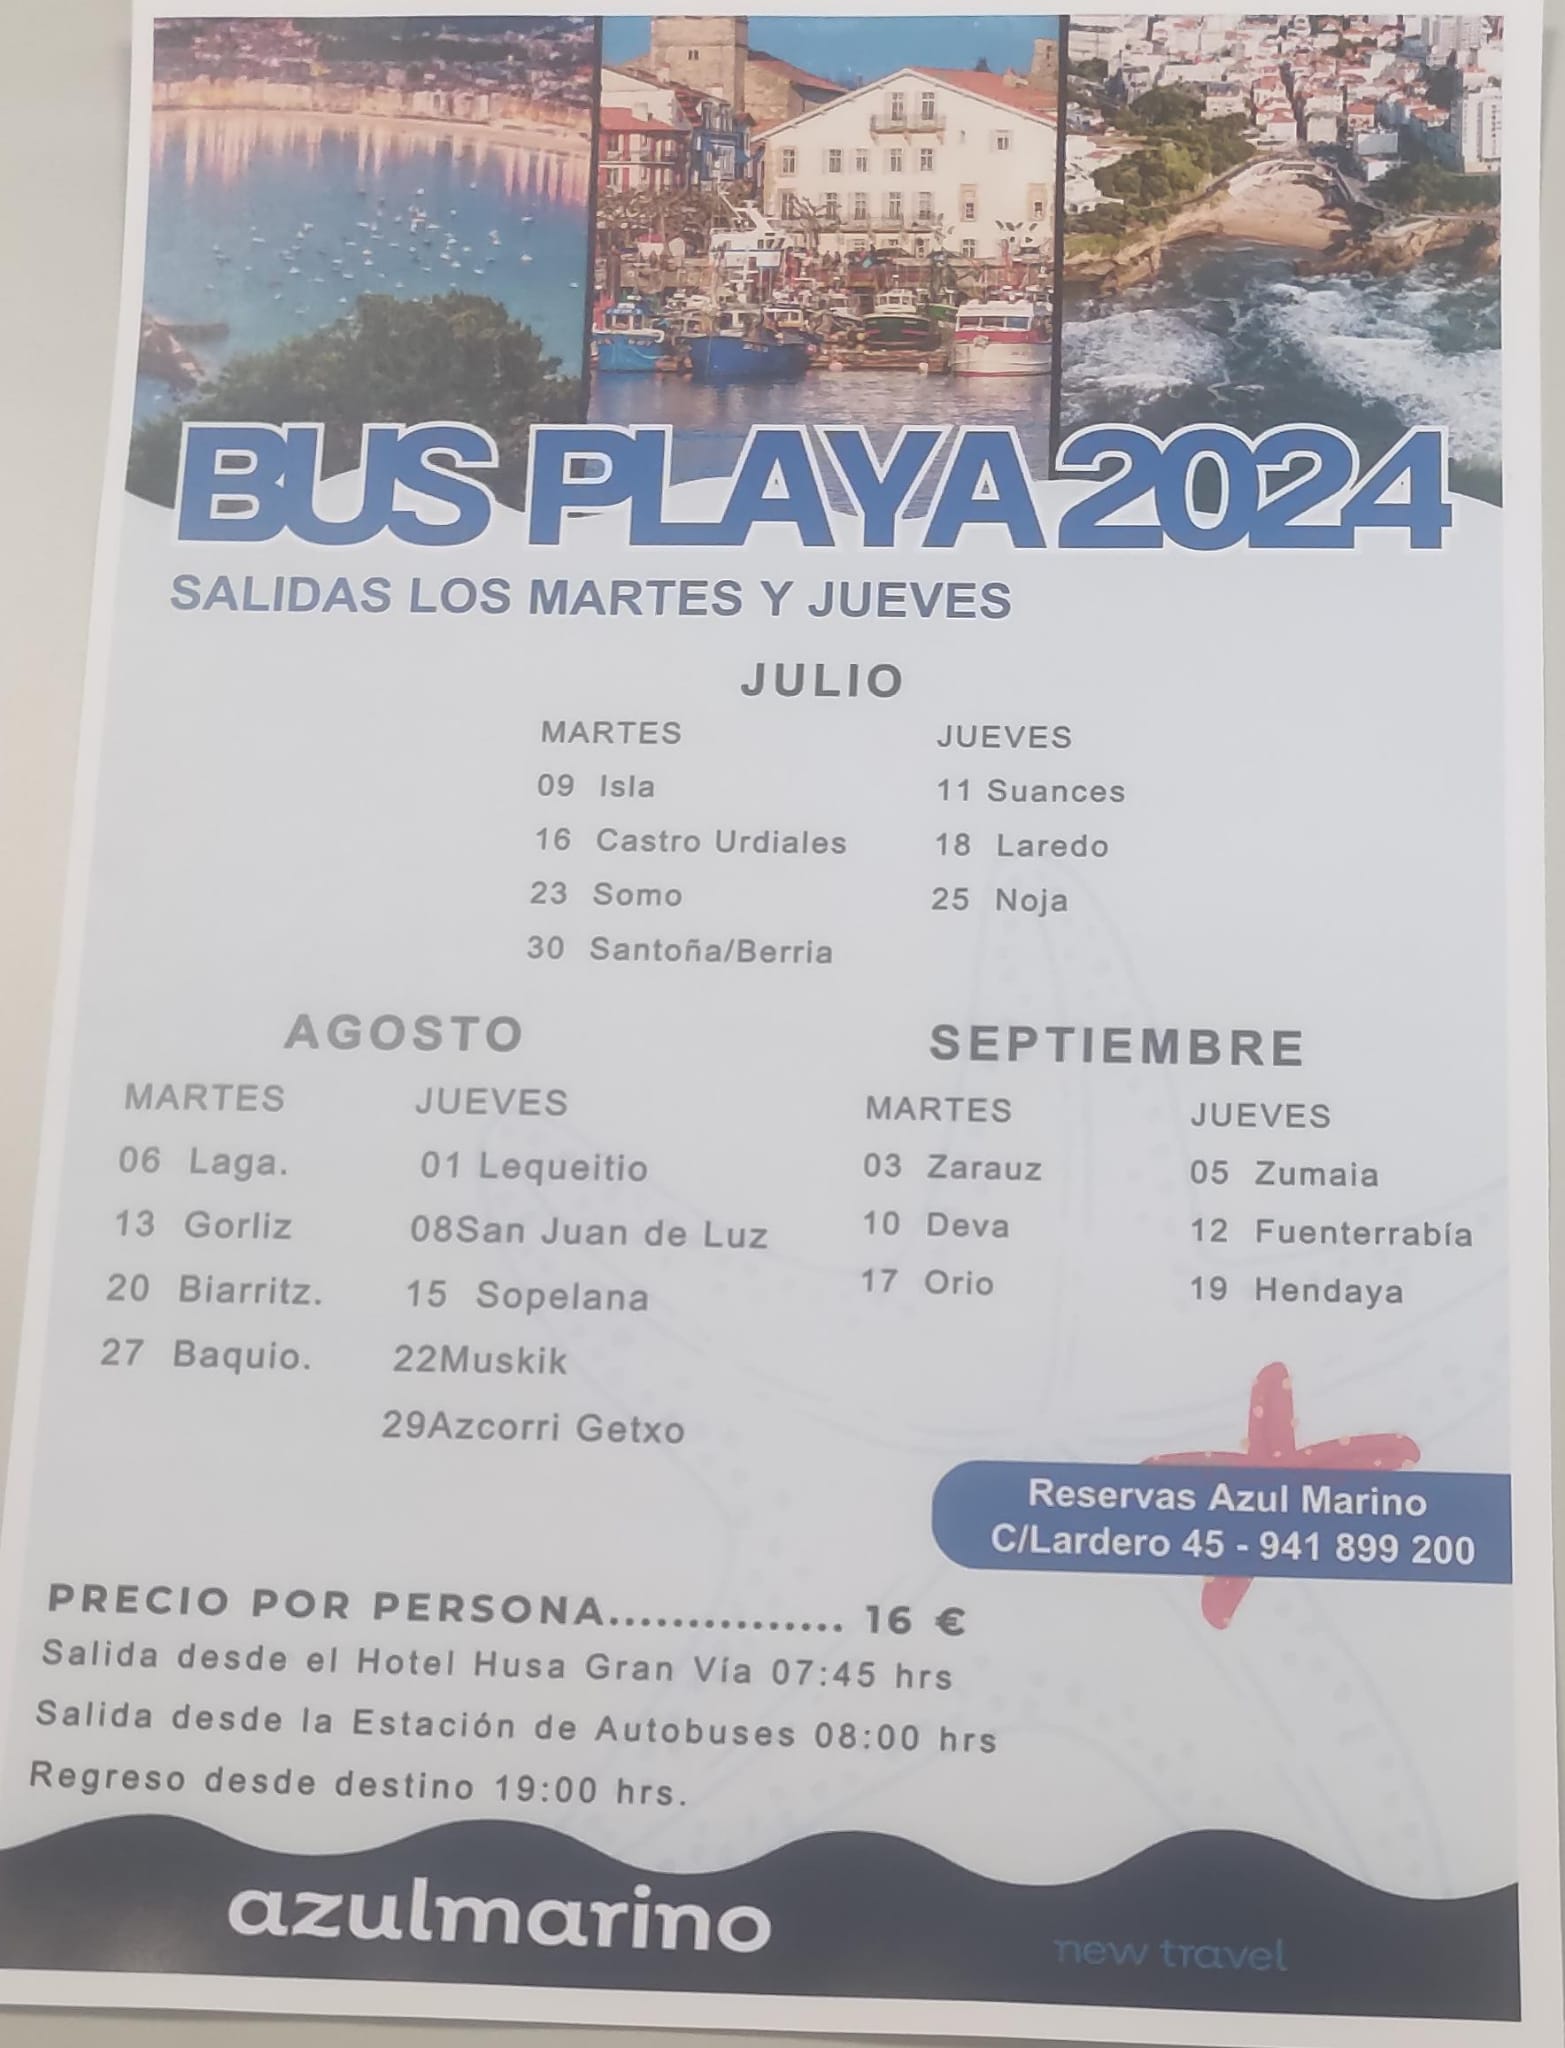 BUS PLAYA 2024
SALIDAS LOS MARTES Y JUEVES
JULIO
MARTES
09 Isla
16 Castro Urdiales
23 Somo
30 Santoña/Berria
JUEVES
11 Suances
18 Laredo
25 Noja
AGOSTO
MARTES
06 Laga.
13 Gorliz
20 Biarritz.
27 Baquio.
JUEVES
01 Lequeitio
08San Juan de Luz
15 Sopelana
22Muskik
29Azcorri Getxo
SEPTIEMBRE
MARTES
03 Zarauz
10 Deva
17 Orio
JUEVES
05 Zumaia
12 Fuenterrabía
19 Hendaya
Reservas Azul Marino
C/Lardero 45 - 941 899 200
PRECIO POR PERSONA............... 16 €
Salida desde el Hotel Husa Gran Vía 07:45 hrs
Salida desde la Estación de Autobuses 08:00 hrs
Regreso desde destino 19:00 hrs.
azulmarino
new travel